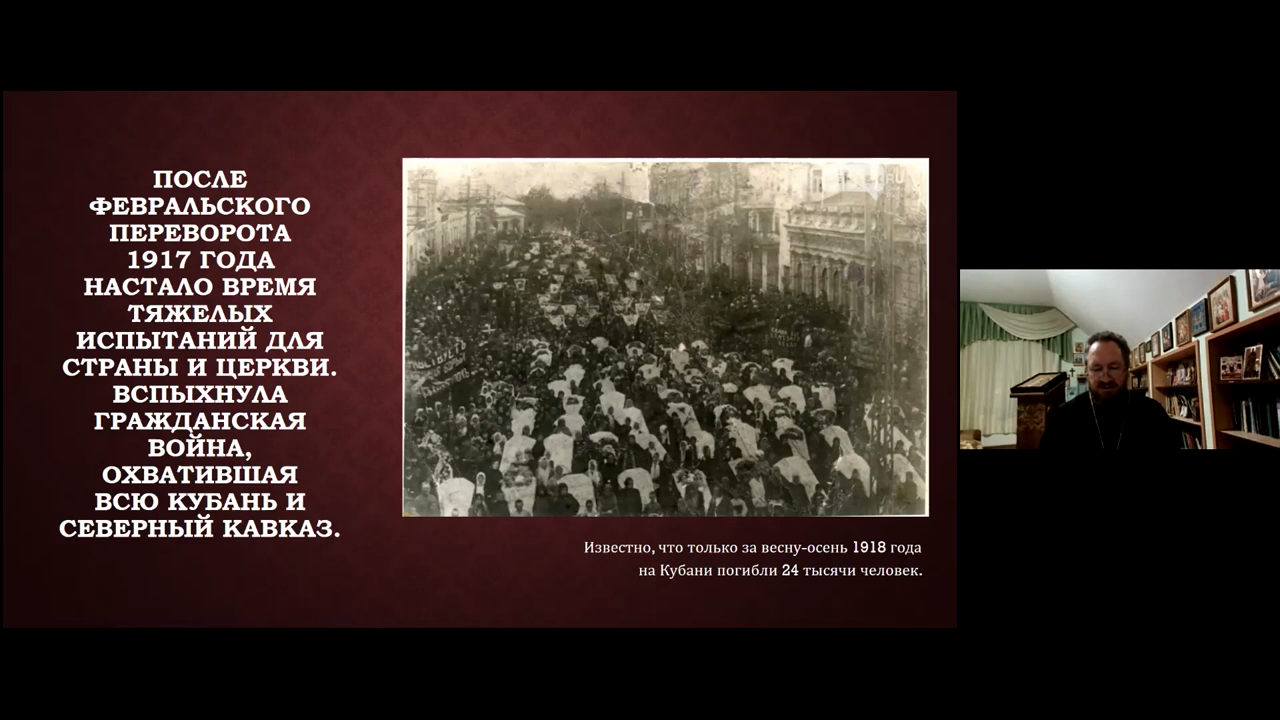 ПОСЛЕ
ФЕВРАЛЬСКОГО
ПЕРЕВОРОТА
1917 ГОДА
НАСТАЛО ВРЕМЯ
ТЯЖЕЛЫХ
ИСПЫТАНИЙ ДЛЯ
СТРАНЫ И ЦЕРКВИ.
ВСПЫХНУЛА
ГРАЖДАНСКАЯ
ВОЙНА,
ОХВАТИВШАЯ
ВСЮ КУБАНЬ И
СЕВЕРНЫЙ КАВКАЗ.
Известно, что только за весну-осень 1918 года
на Кубани погибли 24 тысячи человек.